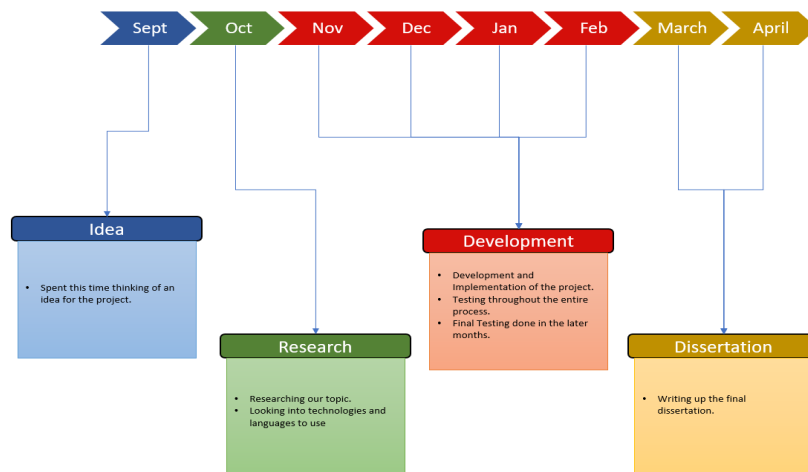 Sept Oct Nov Dec Jan Feb March April
Idea
• Spent this time thinking of an
idea for the project.
Development
• Development and
Implementation of the project.
• Testing throughout the entire
process.
• Final Testing done in the later
months.
Research
• Researching our topic.
• Looking into technologies and
languages to use
Dissertation
• Writing up the final
dissertation.